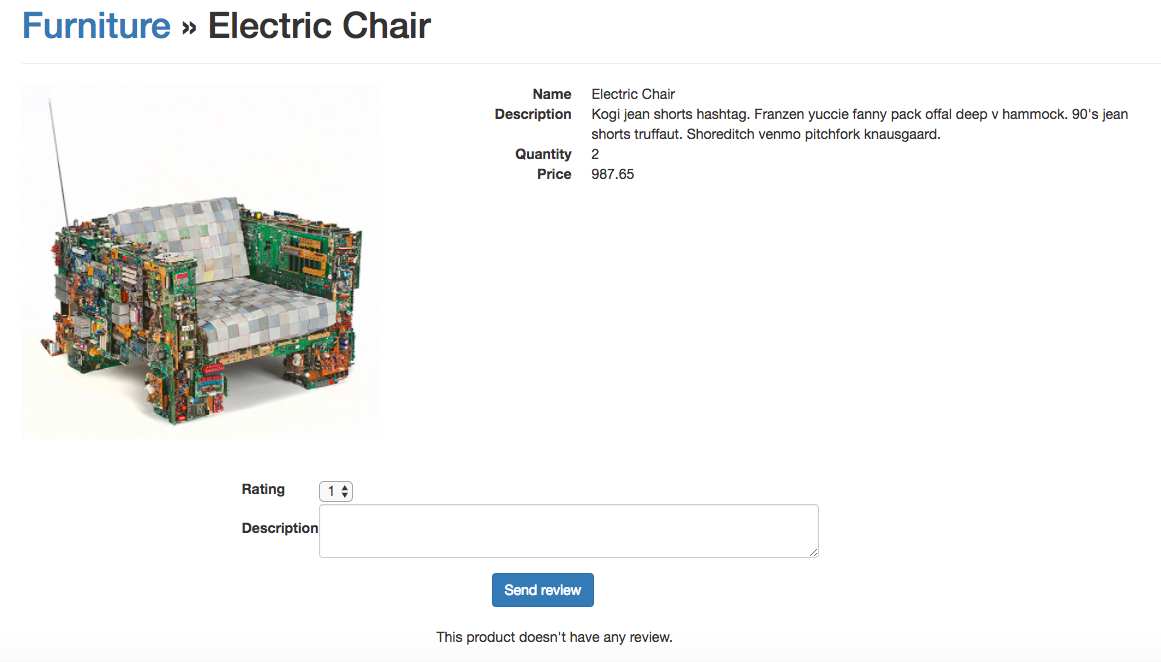 Furniture » Electric Chair
Name Electric Chair
Description Kogi jean shorts hashtag. Franzen yuccie fanny pack offal deep v hammock. 90's jean
shorts truffaut. Shoreditch venmo pitchfork knausgaard.
Quantity 2
Price 987.65
Rating 1
Description
Send review
This product doesn't have any review.